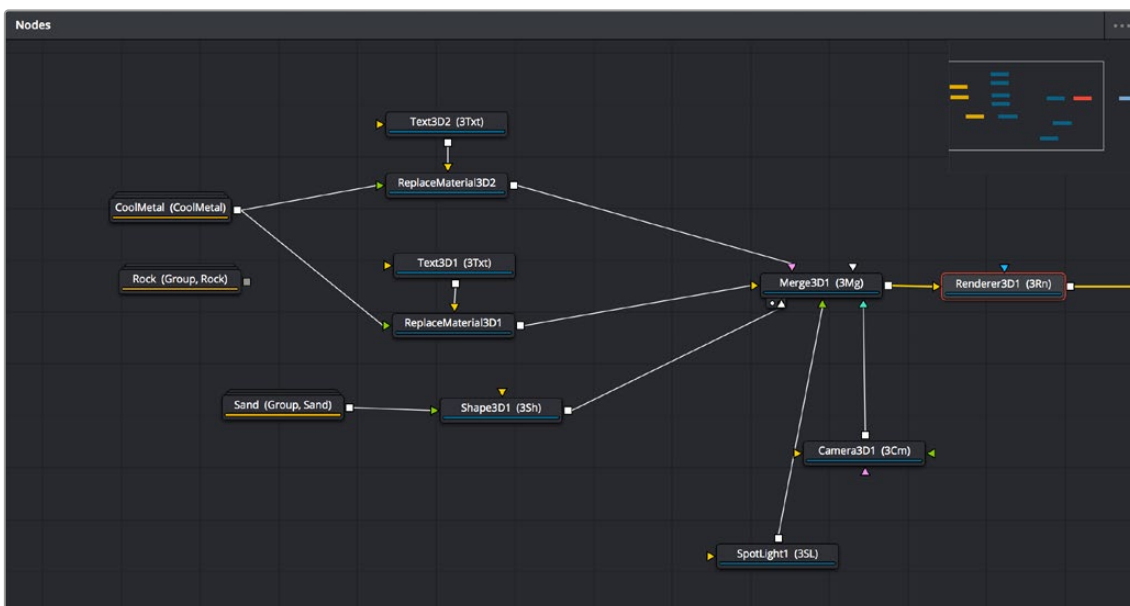 Nodes
Text3D2 (3Txt)
ReplaceMaterial3D2
CoolMetal (CoolMetal)
Text3D1 (3Txt)
Rock (Group, Rock)
Merge3D1 (3Mg)
Renderer3D1 (3Rn)
ReplaceMaterial3D1
Sand (Group, Sand)
Shape3D1 (3Sh)
Camera3D1 (3Cm)
SpotLight1 (3SL)